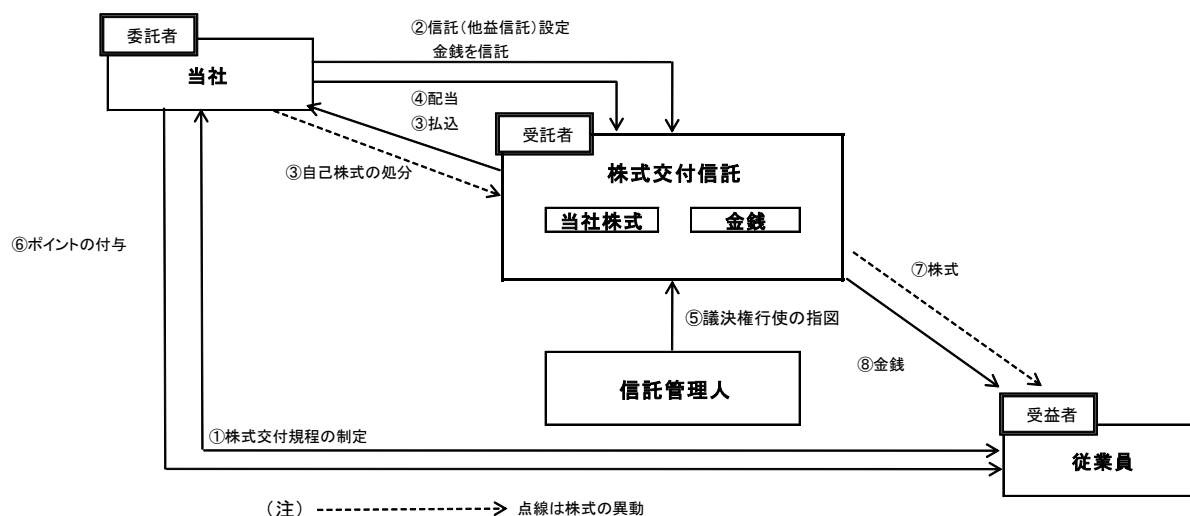 委託者
当社
②信託（他益信託）設定
金銭を信託
④配当
③払込
受託者
③自己株式の処分
株式交付信託
当社株式
金銭
⑥ポイントの付与
⑦株式
⑤議決権行使の指図
⑧金銭
信託管理人
受益者
①株式交付規程の制定
従業員
（注）
点線は株式の異動